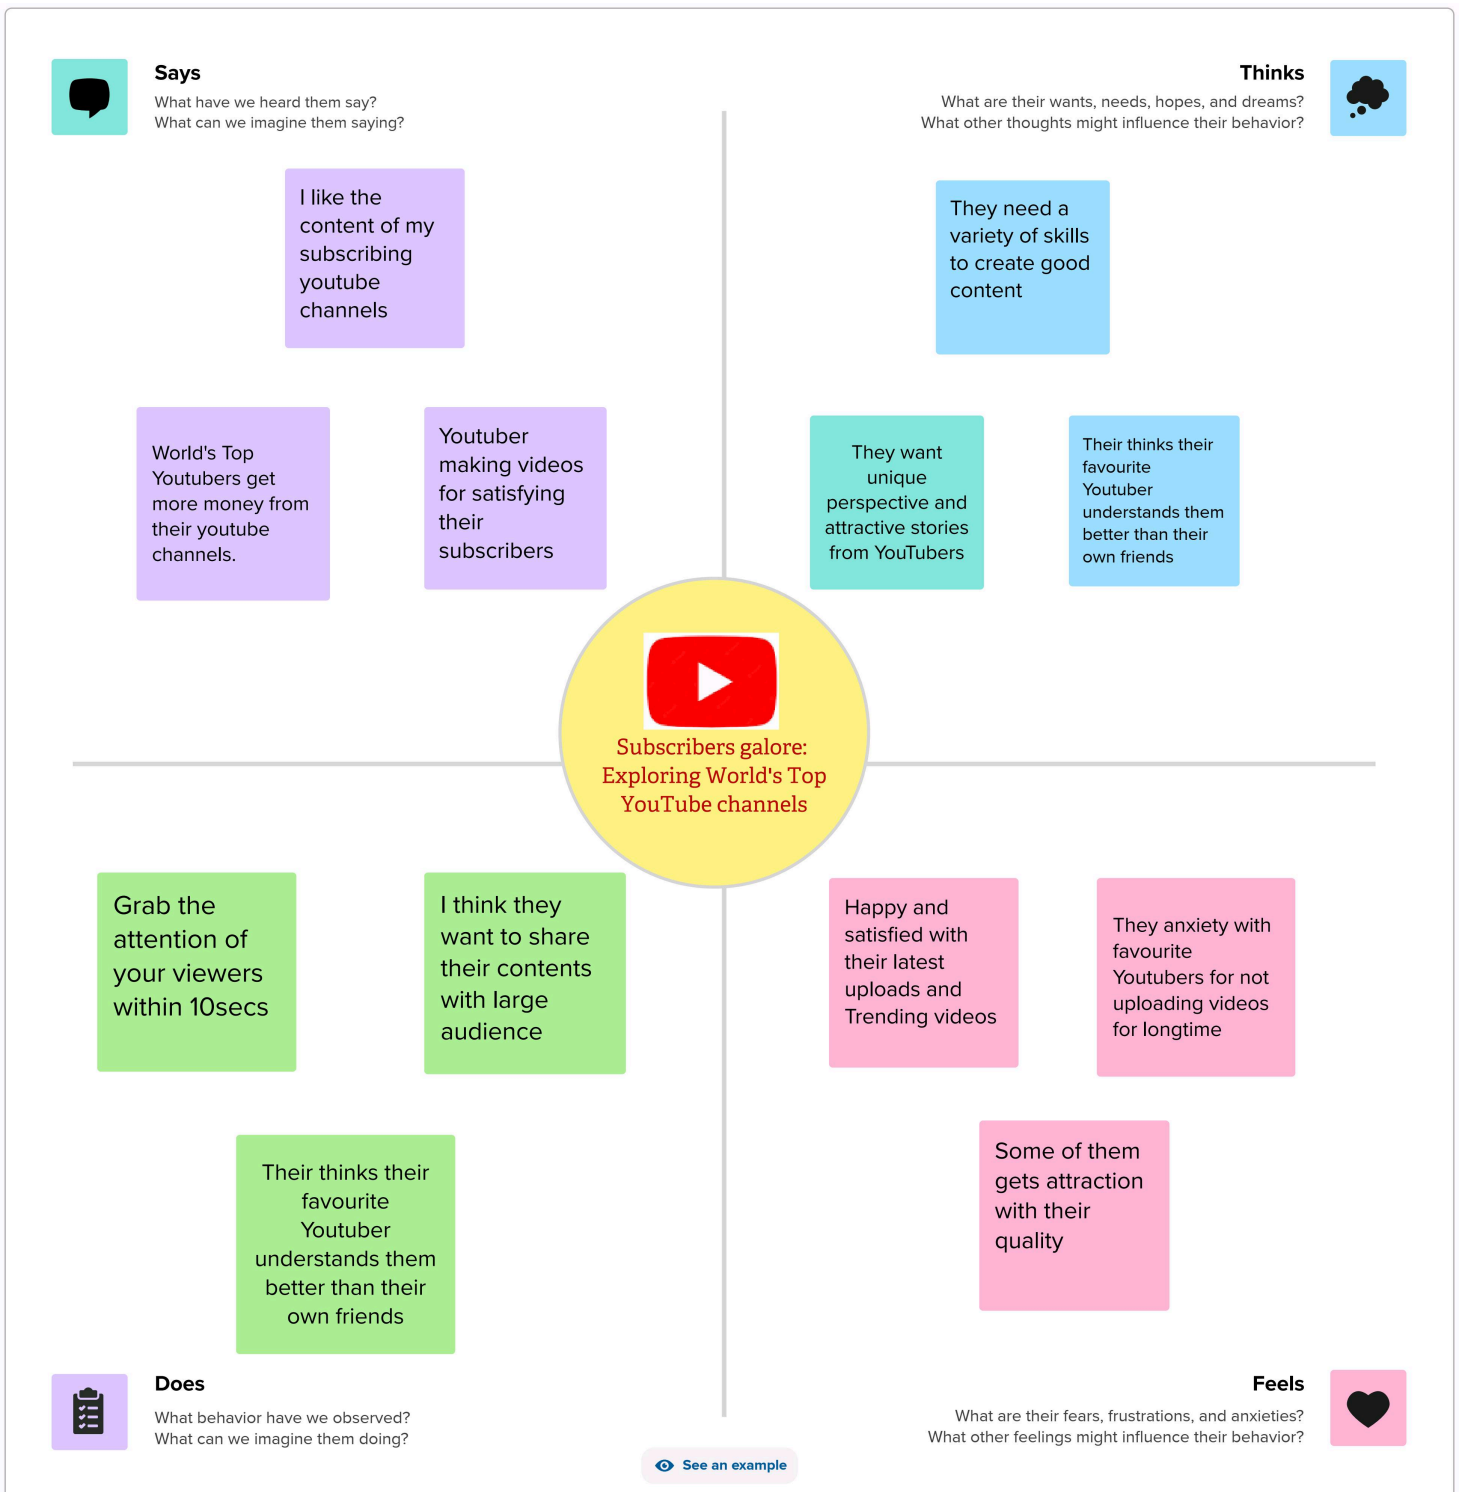 Says
What have we heard them say?
What can we imagine them saying?
Thinks
What are their wants, needs, hopes, and dreams?
What other thoughts might influence their behavior?
I like the
content of my
subscribing
youtube
channels
They need a
variety of skills
to create good
content
World's Top
Youtubers get
more money from
their youtube
channels.
Youtuber
making videos
for satisfying
their
subscribers
They want
unique
perspective and
attractive stories
from YouTubers
Their thinks their
favourite
Youtuber
understands them
better than their
own friends
Subscribers galore:
Exploring World's Top
YouTube channels
Grab the
attention of
your viewers
within 10secs
I think they
want to share
their contents
with large
audience
Happy and
satisfied with
their latest
uploads and
Trending videos
They anxiety with
favourite
Youtubers for not
uploading videos
for longtime
Their thinks their
favourite
Youtuber
understands them
better than their
own friends
Some of them
gets attraction
with their
quality
Does
What behavior have we observed?
What can we imagine them doing?
Feels
What are their fears, frustrations, and anxieties?
What other feelings might influence their behavior?
See an example